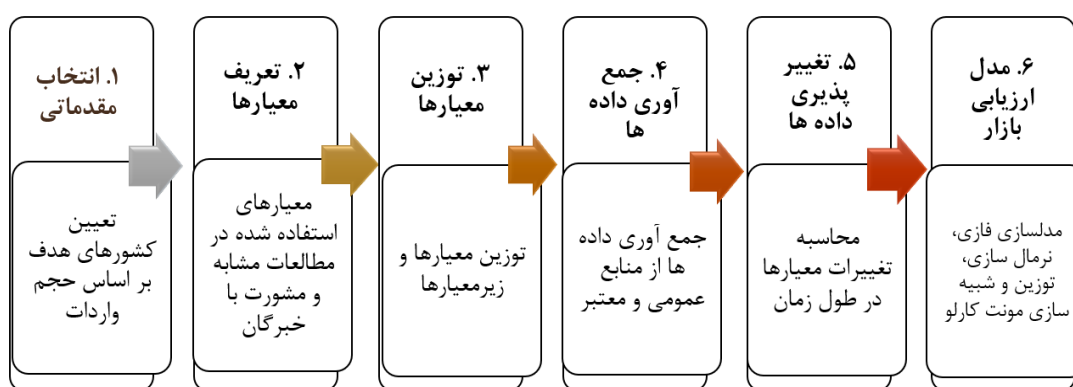 ۱. انتخاب
مقدماتی
تعیین
کشورهای هدف
بر اساس حجم
واردات
۲. تعریف
معیارها
معیارهای
استفاده شده در
مطالعات مشابه
و مشورت با
خبرگان
۳. توزین
معیارها
توزین معیارها و
زیرمعیارها
۴. جمع
آوری داده
ها
جمع آوری داده
ها از منابع
عمومی و معتبر
۵. تغییر
پذیری
داده ها
محاسبه
تغییرات معیارها
در طول زمان
۶. مدل
ارزیابی
بازار
مدلسازی فازی،
نرمال سازی،
توزین و شبیه
سازی مونت کارلو